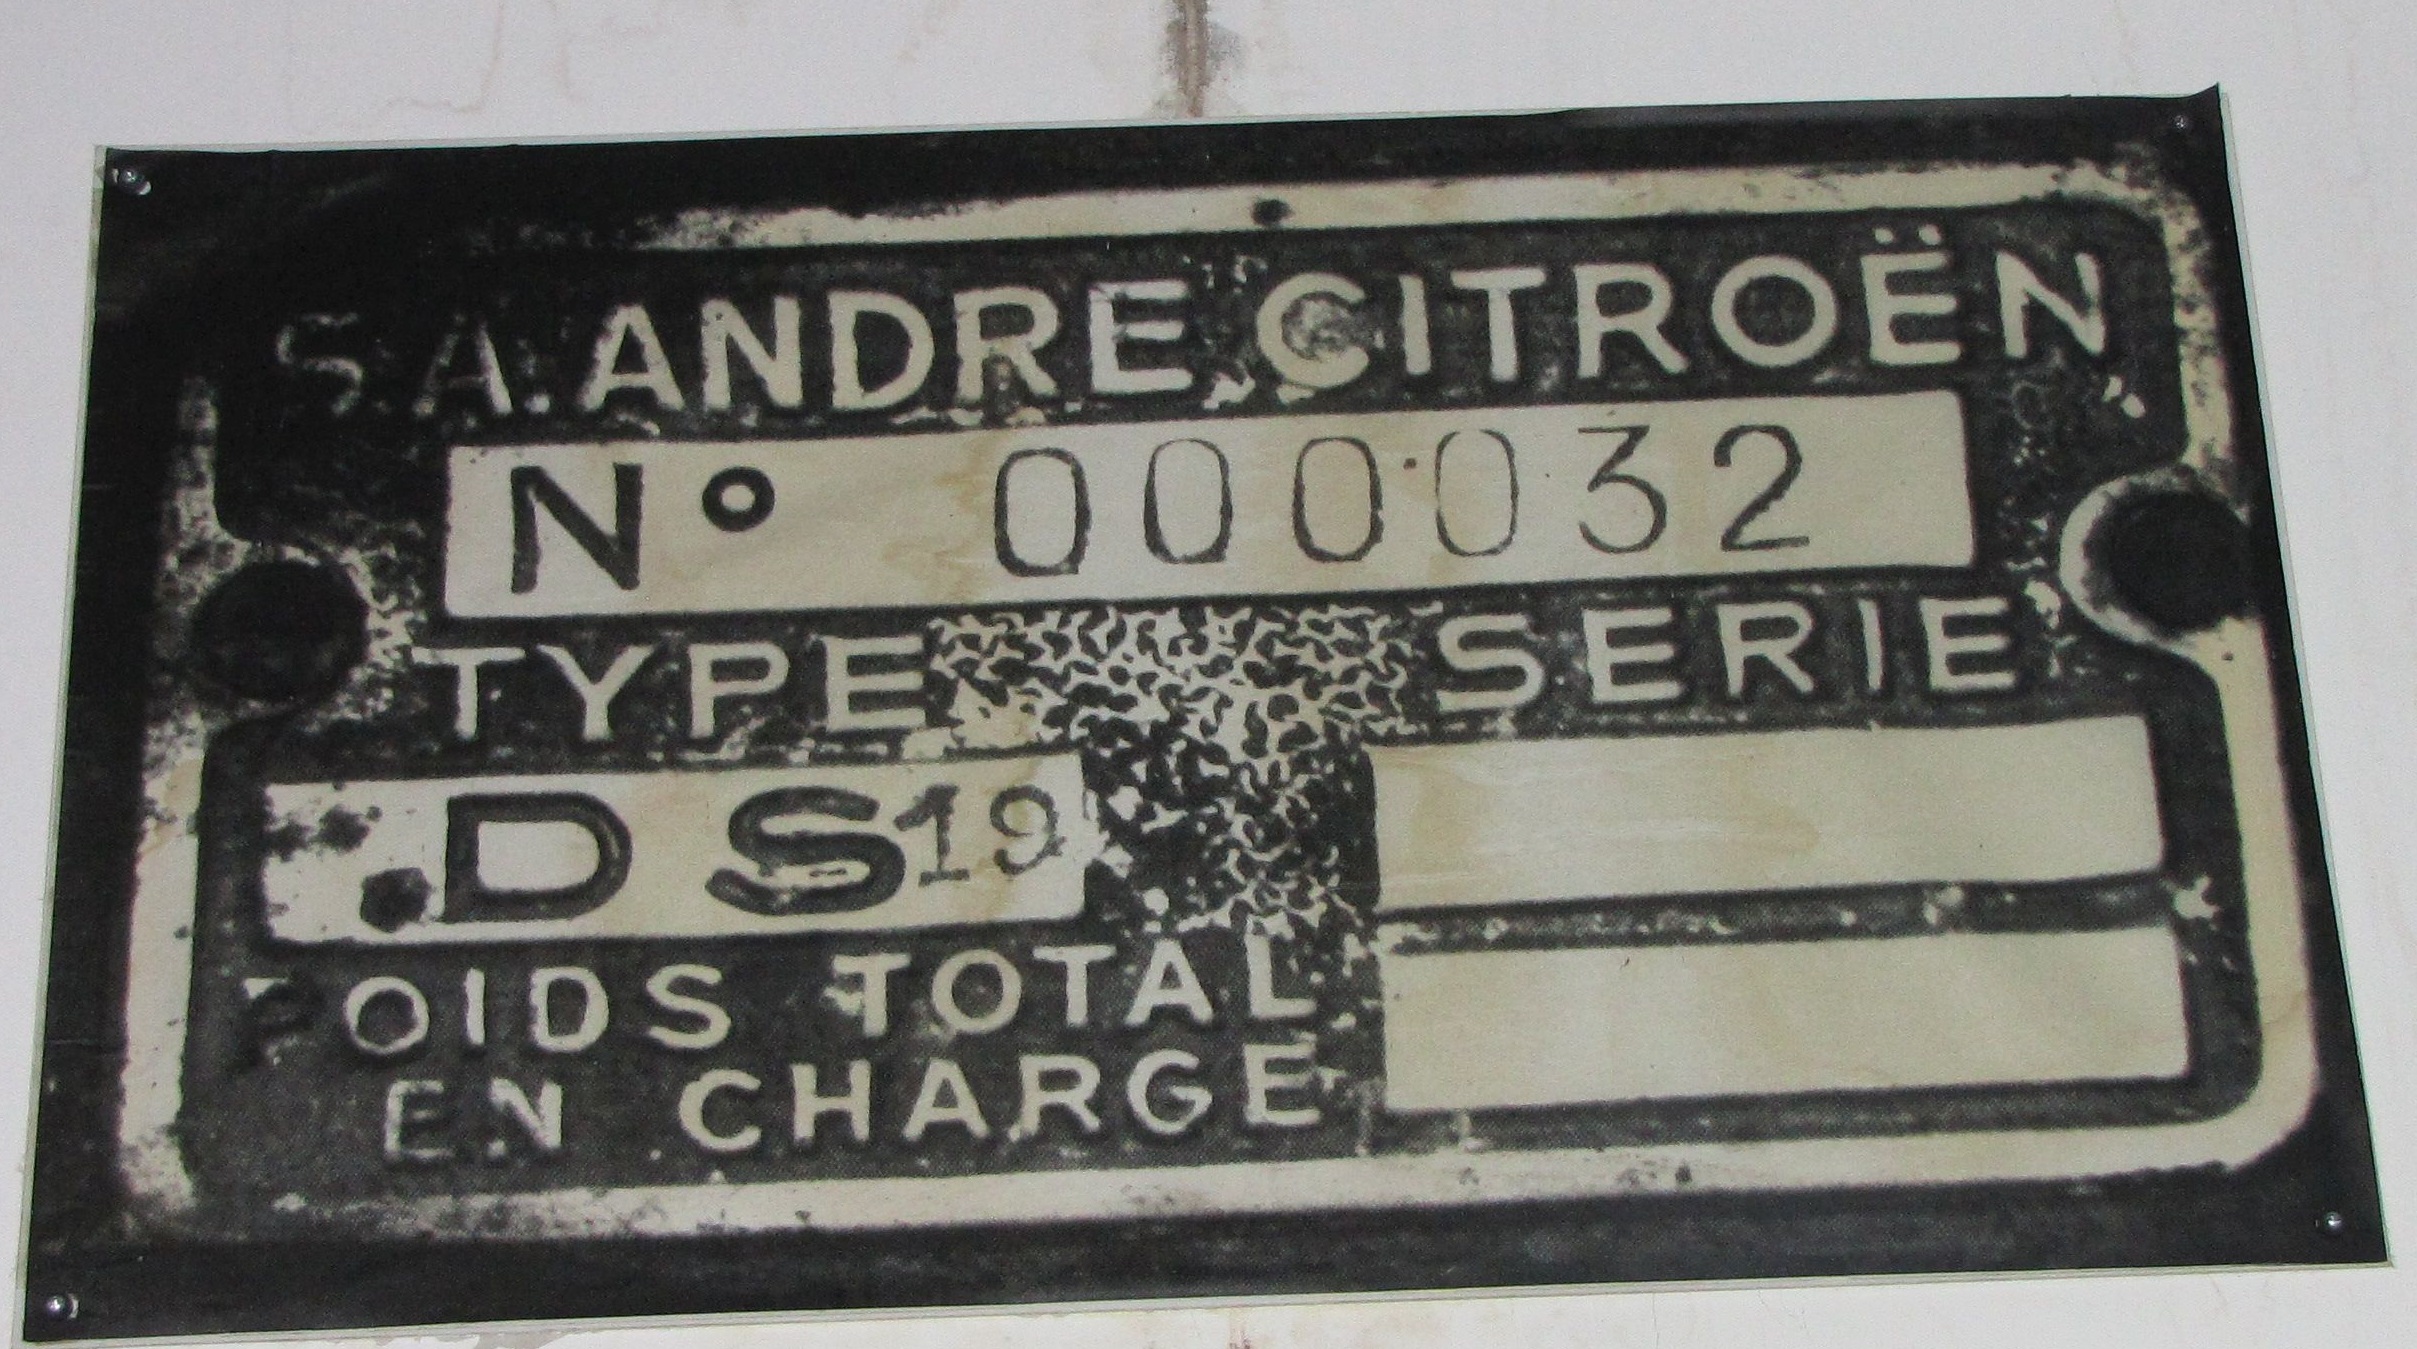 S.A. ANDRE CITROËN
N° 000032
TYPE SERIE
.DS19
POIDS TOTAL
EN CHARGE